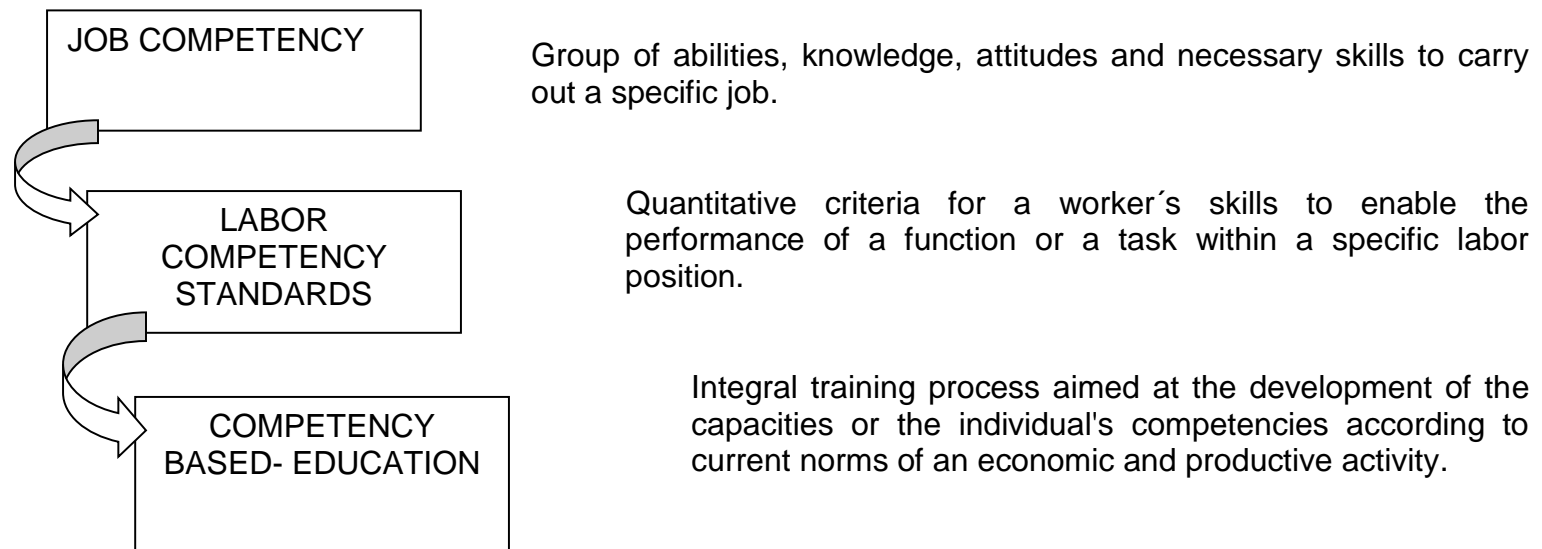 JOB COMPETENCY
Group of abilities, knowledge, attitudes and necessary skills to carry
out a specific job.
LABOR
COMPETENCY
STANDARDS
Quantitative criteria for a worker´s skills to enable the
performance of a function or a task within a specific labor
position.
COMPETENCY
BASED- EDUCATION
Integral training process aimed at the development of the
capacities or the individual's competencies according to
current norms of an economic and productive activity.